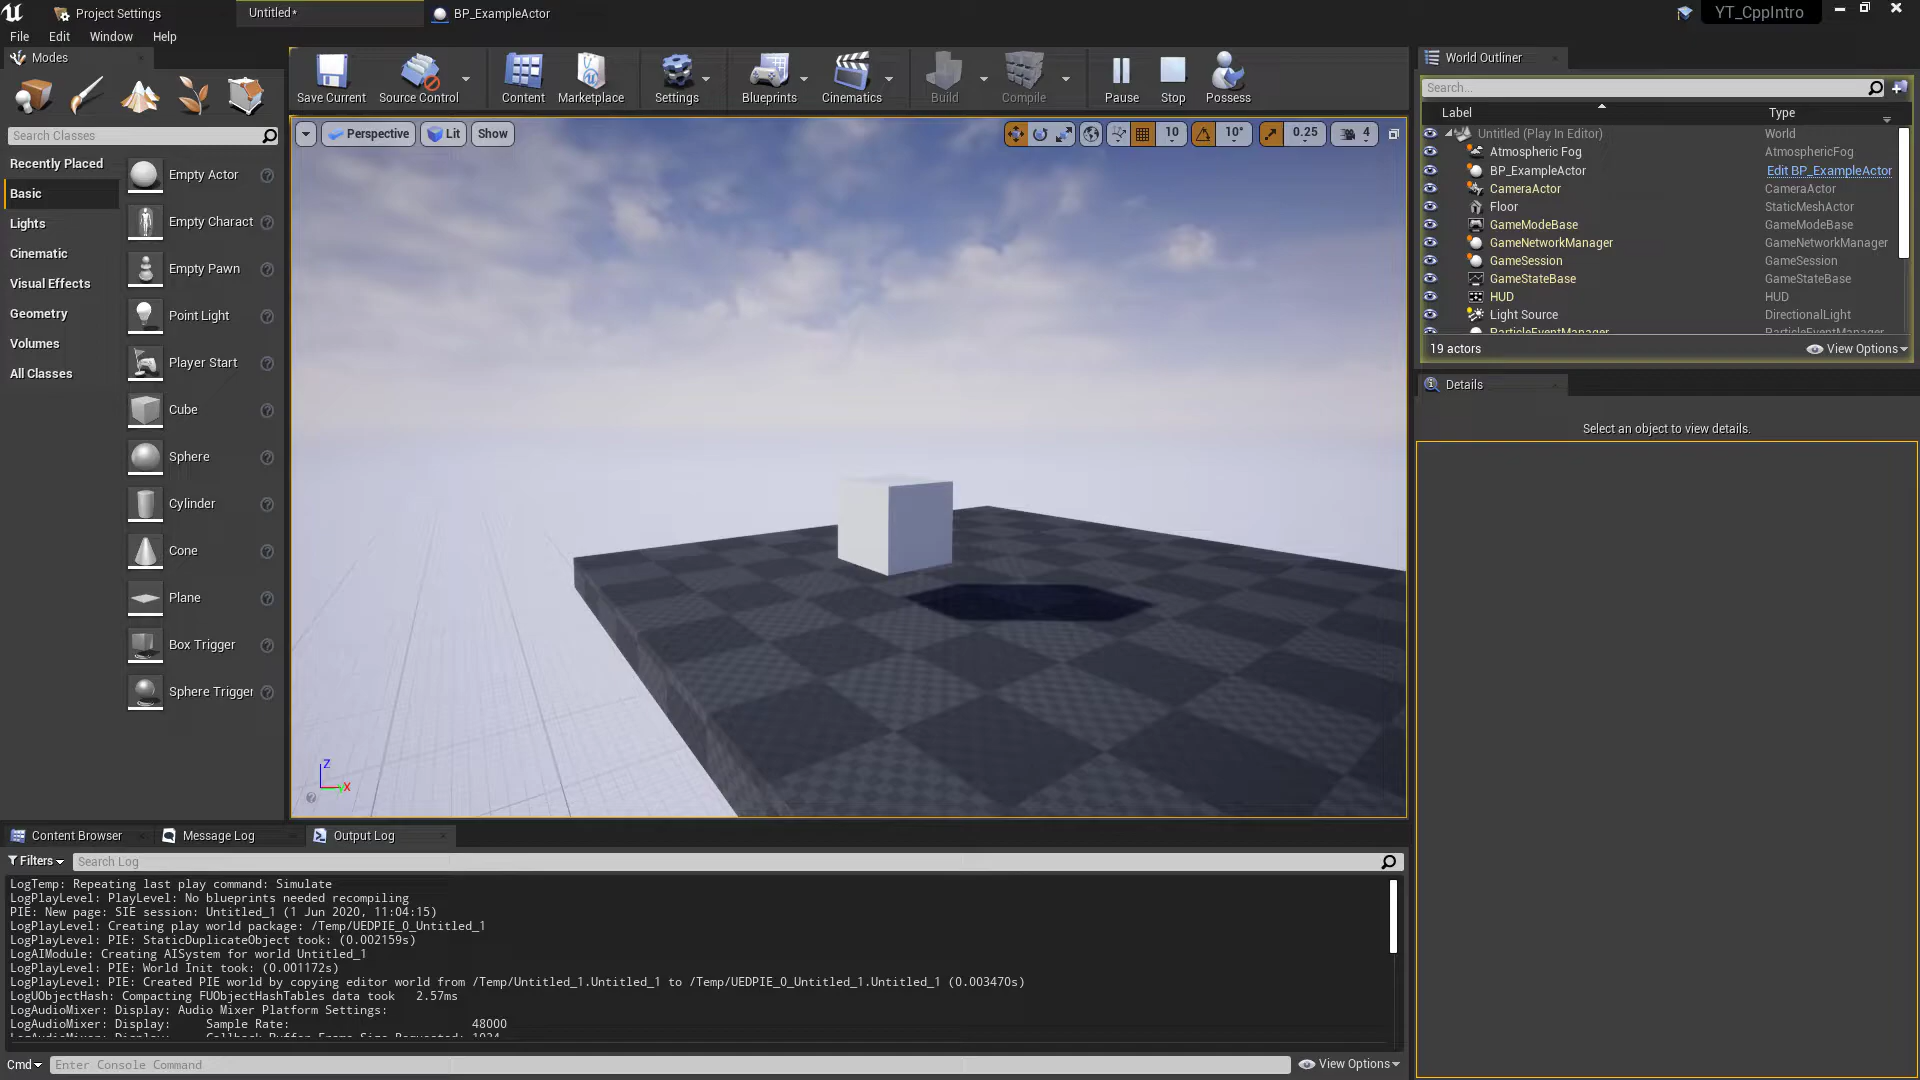 Project Settings
Untitled*
BP_ExampleActor
YT_CppIntro
File Edit Window Help
Modes
Search Classes
Recently Placed
Basic
Lights
Cinematic
Visual Effects
Geometry
Volumes
All Classes
Empty Actor
Empty Charact
Empty Pawn
Point Light
Player Start
Cube
Sphere
Cylinder
Cone
Plane
Box Trigger
Sphere Trigger
Save Current
Source Control
Content
Marketplace
Settings
Blueprints
Cinematics
Build
Compile
Pause
Stop
Possess
Perspective
Lit
Show
10
10°
0.25
4
Z
X
World Outliner
Search...
Label Type
Untitled (Play In Editor) World
Atmospheric Fog AtmosphericFog
BP_ExampleActor Edit BP_ExampleActor
CameraActor CameraActor
Floor StaticMeshActor
GameModeBase GameModeBase
GameNetworkManager GameNetworkManager
GameSession GameSession
GameStateBase GameStateBase
HUD HUD
Light Source DirectionalLight
ParticleEventManager ParticleEventManager
19 actors
View Options
Details
Select an object to view details.
Content Browser
Message Log
Output Log
Filters
Search Log
LogTemp: Repeating last play command: Simulate
LogPlayLevel: PlayLevel: No blueprints needed recompiling
PIE: New page: SIE session: Untitled_1 (1 Jun 2020, 11:04:15)
LogPlayLevel: Creating play world package: /Temp/UEDPIE_0_Untitled_1
LogPlayLevel: PIE: StaticDuplicateObject took: (0.002159s)
LogAIModule: Creating AISystem for world Untitled_1
LogPlayLevel: PIE: World Init took: (0.001172s)
LogPlayLevel: PIE: Created PIE world by copying editor world from /Temp/Untitled_1.Untitled_1 to /Temp/UEDPIE_0_Untitled_1.Untitled_1 (0.003470s)
LogUObjectHash: Compacting FUObjectHashTables data took 2.57ms
LogAudioMixer: Display: Audio Mixer Platform Settings:
LogAudioMixer: Display: Sample Rate: 48000
LogAudioMixer: Display: Callback Buffer Frame Size Requested: 1024
Cmd
Enter Console Command
View Options